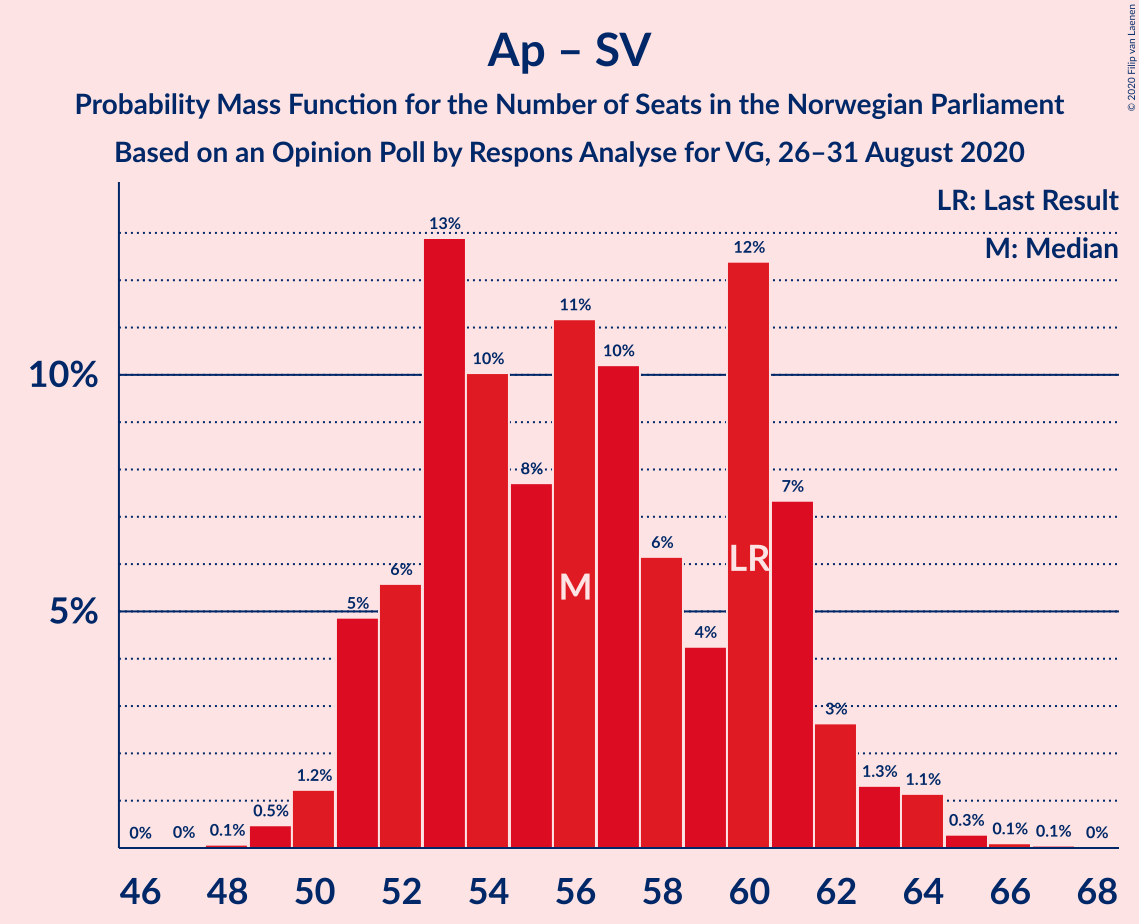 Ap – SV
Probability Mass Function for the Number of Seats in the Norwegian Parliament
Based on an Opinion Poll by Respons Analyse for VG, 26–31 August 2020
© 2020 Filip van Laenen
LR: Last Result
M: Median
10%
5%
0%
0%
0.1%
0.5%
1.2%
5%
6%
13%
10%
8%
11%
10%
6%
4%
12%
7%
3%
1.3%
1.1%
0.3%
0.1%
0.1%
0%
M
LR
46 48 50 52 54 56 58 60 62 64 66 68